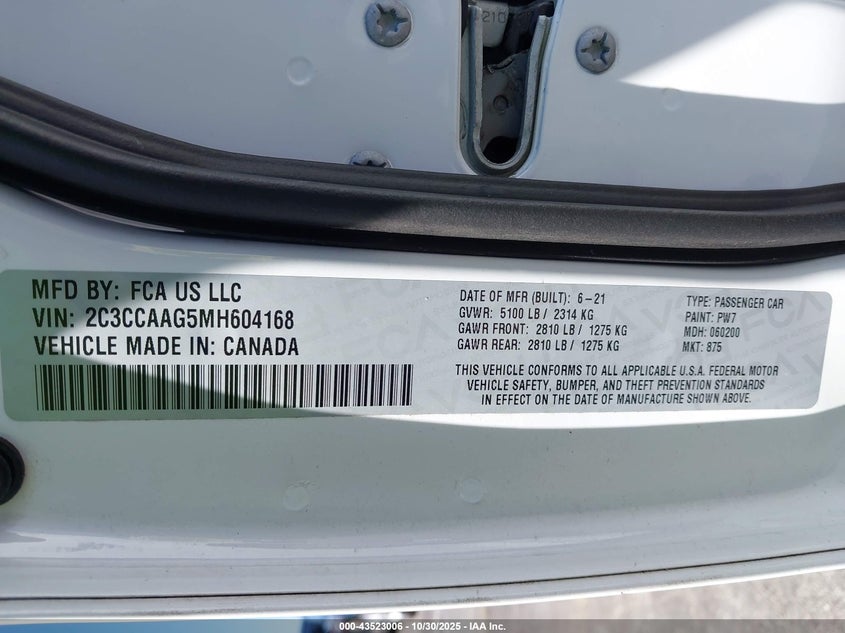 MFD BY: FCA US LLC
VIN: 2C3CCAAG5MH604168
VEHICLE MADE IN: CANADA
DATE OF MFR (BUILT): 6-21
GVWR: 5100 LB / 2314 KG
GAWR FRONT: 2810 LB / 1275 KG
GAWR REAR: 2810 LB / 1275 KG
TYPE: PASSENGER CAR
PAINT: PW7
MDH: 060200
MKT: 875
THIS VEHICLE CONFORMS TO ALL APPLICABLE U.S.A. FEDERAL MOTOR
VEHICLE SAFETY, BUMPER, AND THEFT PREVENTION STANDARDS
IN EFFECT ON THE DATE OF MANUFACTURE SHOWN ABOVE.
000-43523006 - 10/30/2025 - IAA Inc.